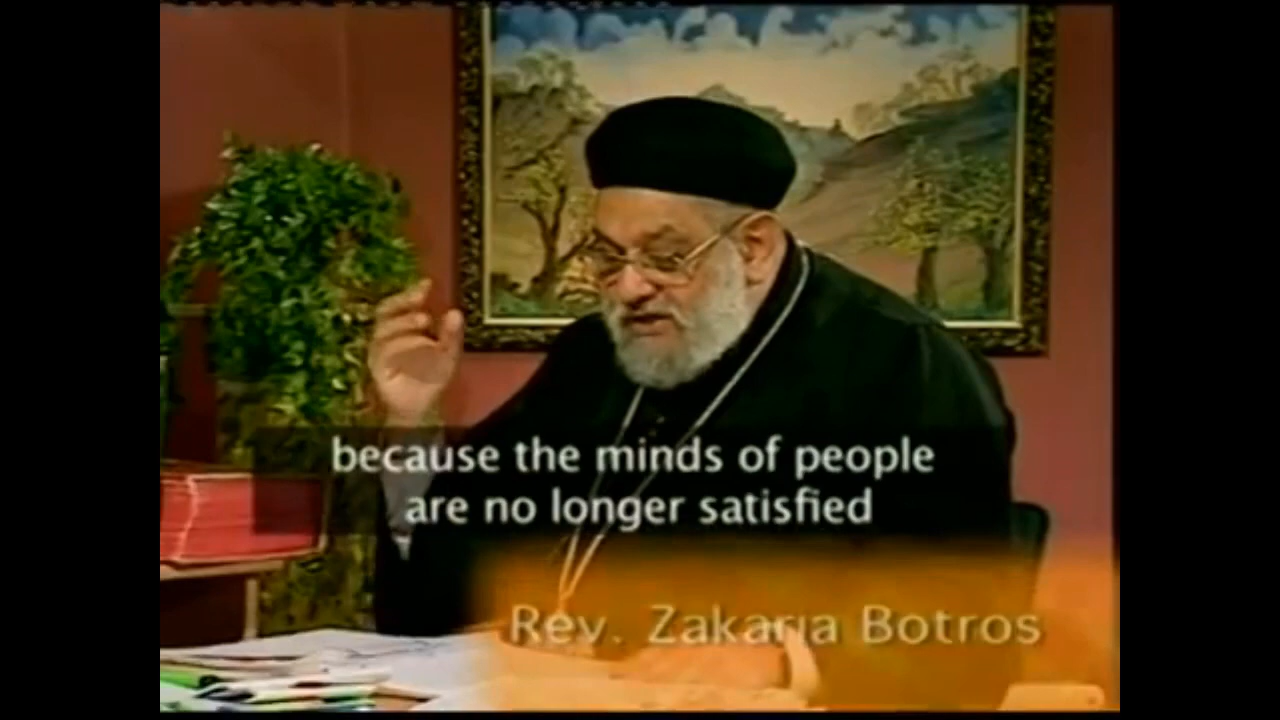 because the minds of people
are no longer satisfied
Rev. Zakaria Botros